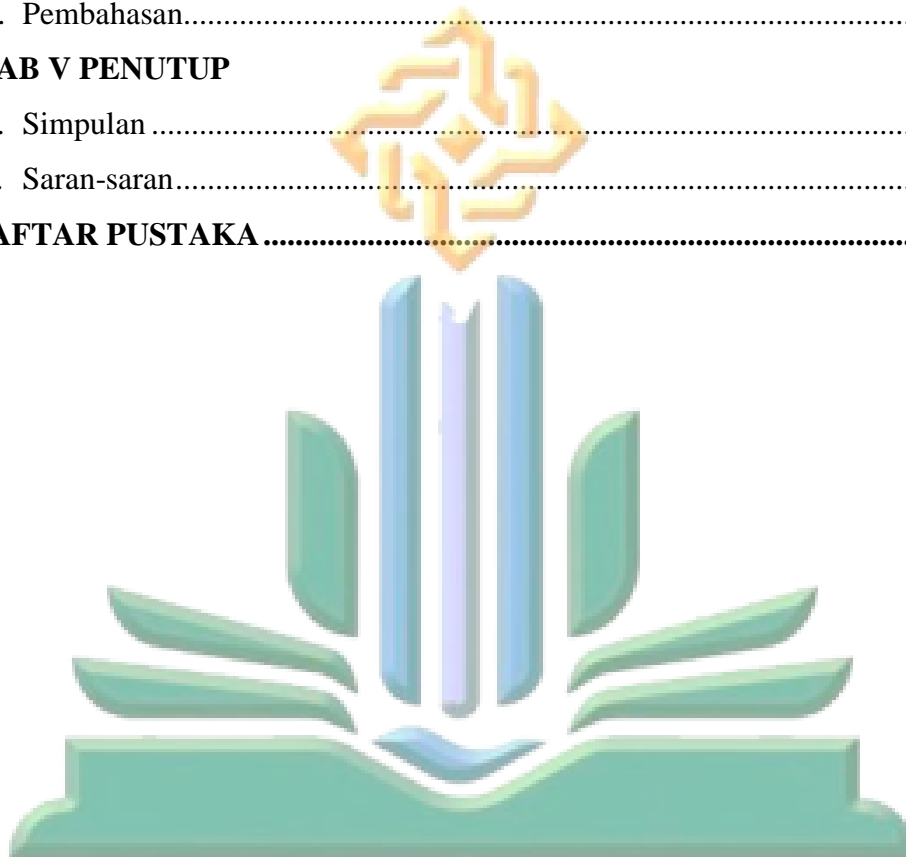 . Pembahasan................................................................................
AB V PENUTUP
. Simpulan ................................................................................
. Saran-saran................................................................................
AFTAR PUSTAKA ................................................................................